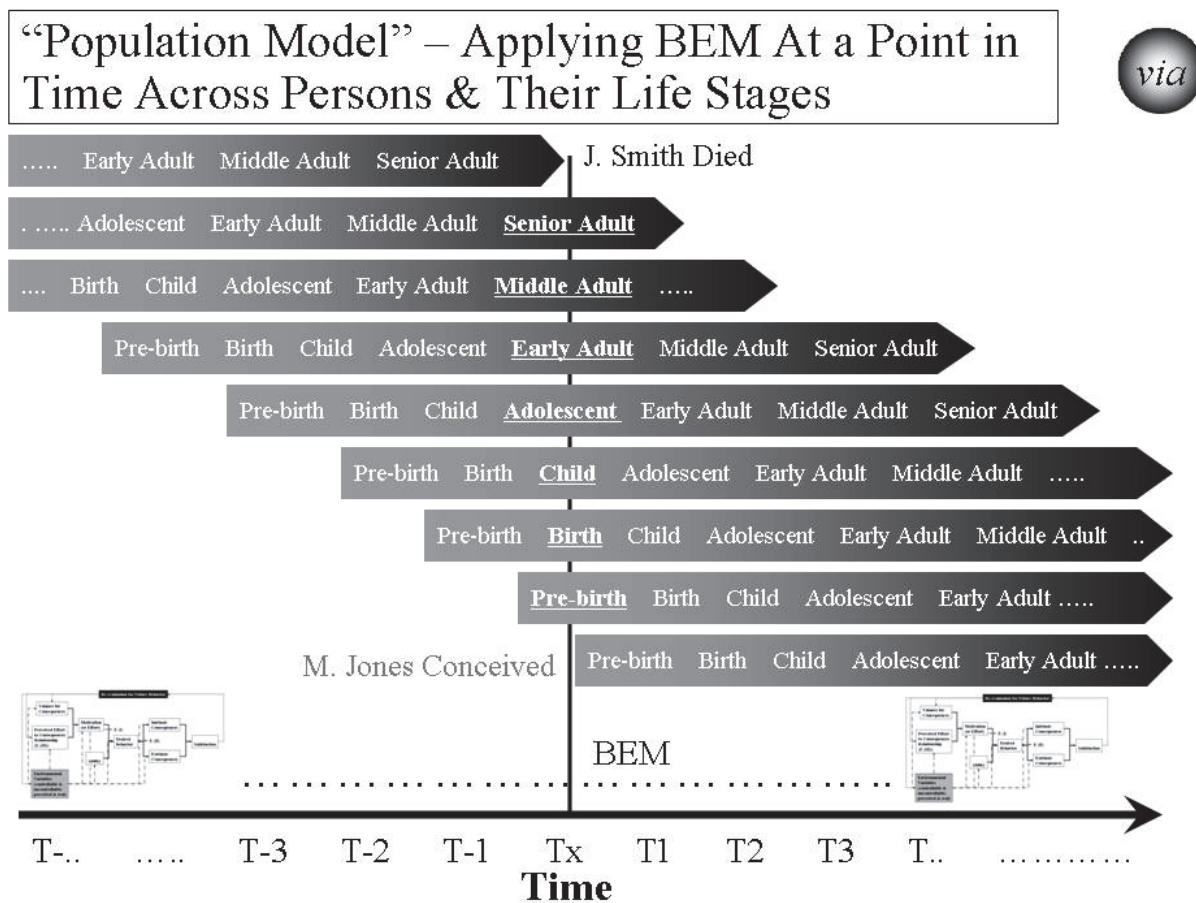 “Population Model” – Applying BEM At a Point in
Time Across Persons & Their Life Stages
via
..... Early Adult Middle Adult Senior Adult
J. Smith Died
. ..... Adolescent Early Adult Middle Adult Senior Adult
.... Birth Child Adolescent Early Adult Middle Adult .....
Pre-birth Birth Child Adolescent Early Adult Middle Adult Senior Adult
Pre-birth Birth Child Adolescent Early Adult Middle Adult Senior Adult
Pre-birth Birth Child Adolescent Early Adult Middle Adult .....
Pre-birth Birth Child Adolescent Early Adult Middle Adult ..
Pre-birth Birth Child Adolescent Early Adult .....
M. Jones Conceived
Pre-birth Birth Child Adolescent Early Adult .....
BEM
T-.. ..... T-3 T-2 T-1 Tx T1 T2 T3 T.. ............
Time